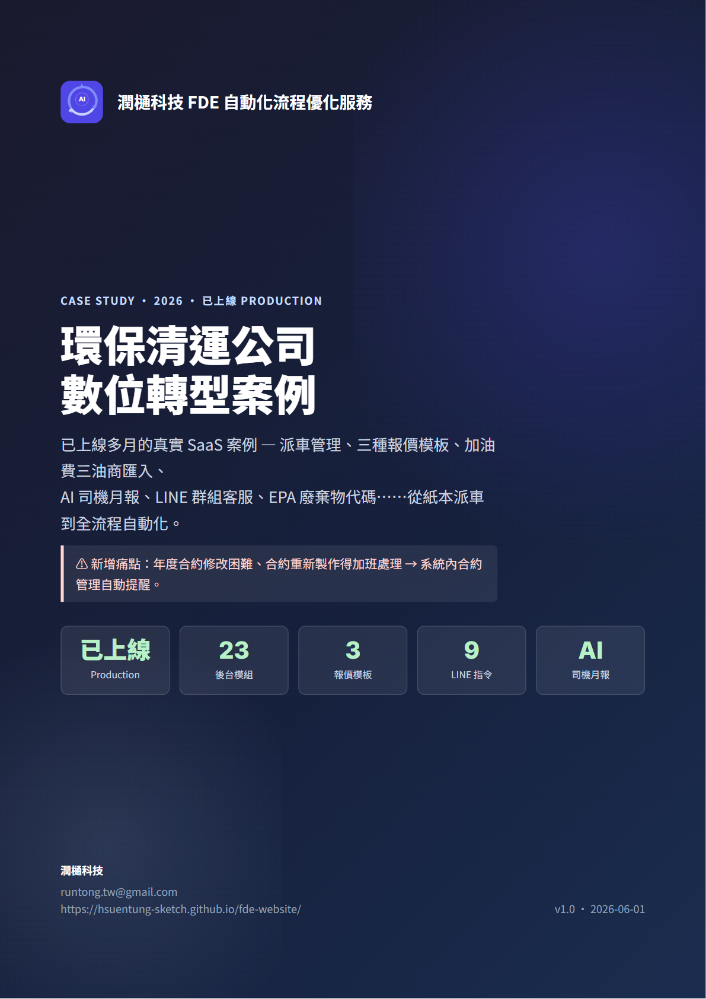 AI
潤樋科技 FDE 自動化流程優化服務
CASE STUDY · 2026 · 已上線 PRODUCTION
環保清運公司
數位轉型案例
已上線多月的真實 SaaS 案例 — 派車管理、三種報價模板、加油
費三油商匯入、
AI 司機月報、LINE 群組客服、EPA 廢棄物代碼⋯⋯從紙本派車
到全流程自動化。
⚠ 新增痛點：年度合約修改困難、合約重新製作得加班處理 → 系統內合約
管理自動提醒。
已上線
Production
23
後台模組
3
報價模板
9
LINE 指令
AI
司機月報
潤樋科技
runtong.tw@gmail.com
https://hsuentung-sketch.github.io/fde-website/
v1.0 · 2026-06-01